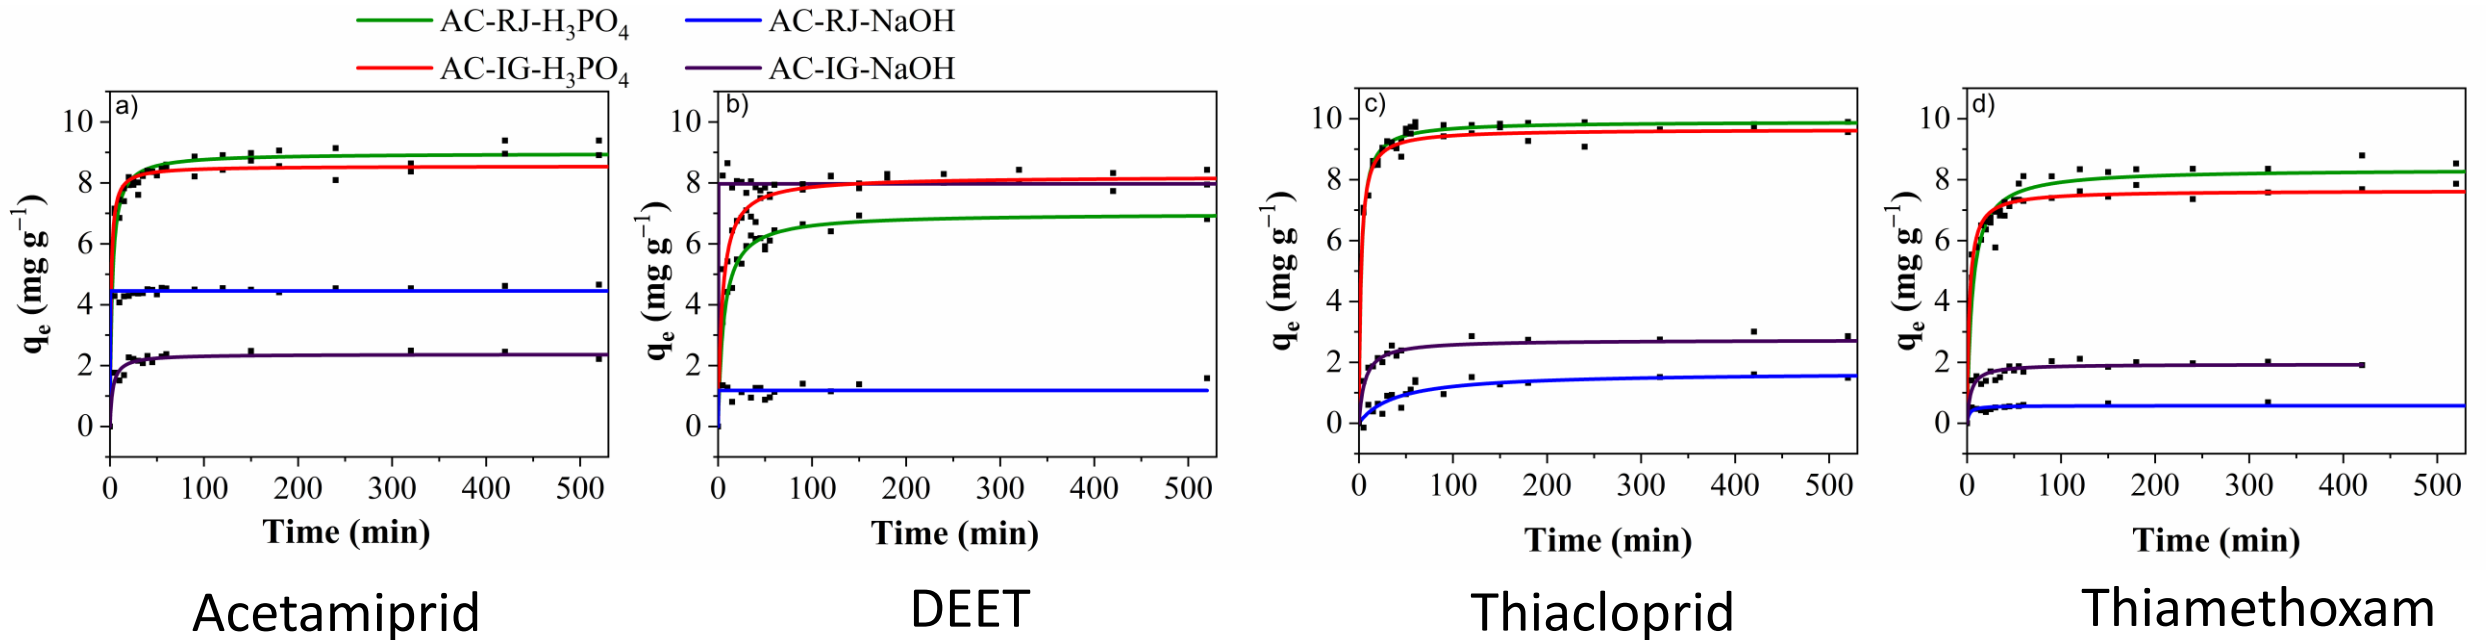 AC-RJ-H₃PO₄ AC-RJ-NaOH
AC-IG-H₃PO₄ AC-IG-NaOH
a)
10
8
6
4
2
0
qₑ (mg g⁻¹)
0 100 200 300 400 500
Time (min)
Acetamiprid
b)
10
8
6
4
2
0
qₑ (mg g⁻¹)
0 100 200 300 400 500
Time (min)
DEET
c)
10
8
6
4
2
0
qₑ (mg g⁻¹)
0 100 200 300 400 500
Time (min)
Thiacloprid
d)
10
8
6
4
2
0
qₑ (mg g⁻¹)
0 100 200 300 400 500
Time (min)
Thiamethoxam